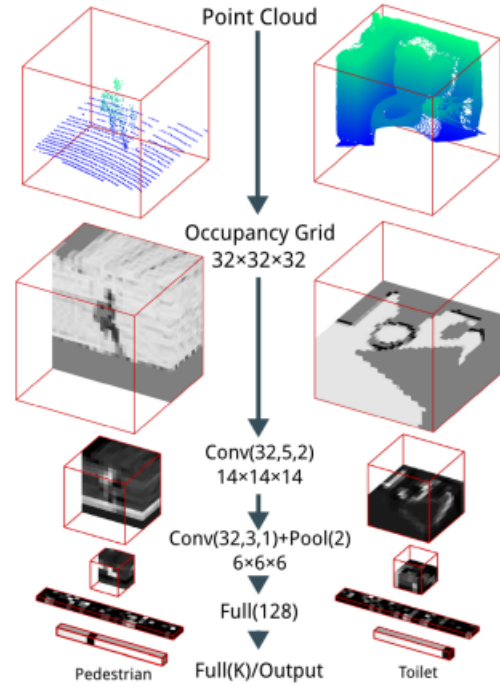 Point Cloud
Occupancy Grid
32×32×32
Conv(32,5,2)
14×14×14
Conv(32,3,1)+Pool(2)
6×6×6
Full(128)
Pedestrian
Full(K)/Output
Toilet